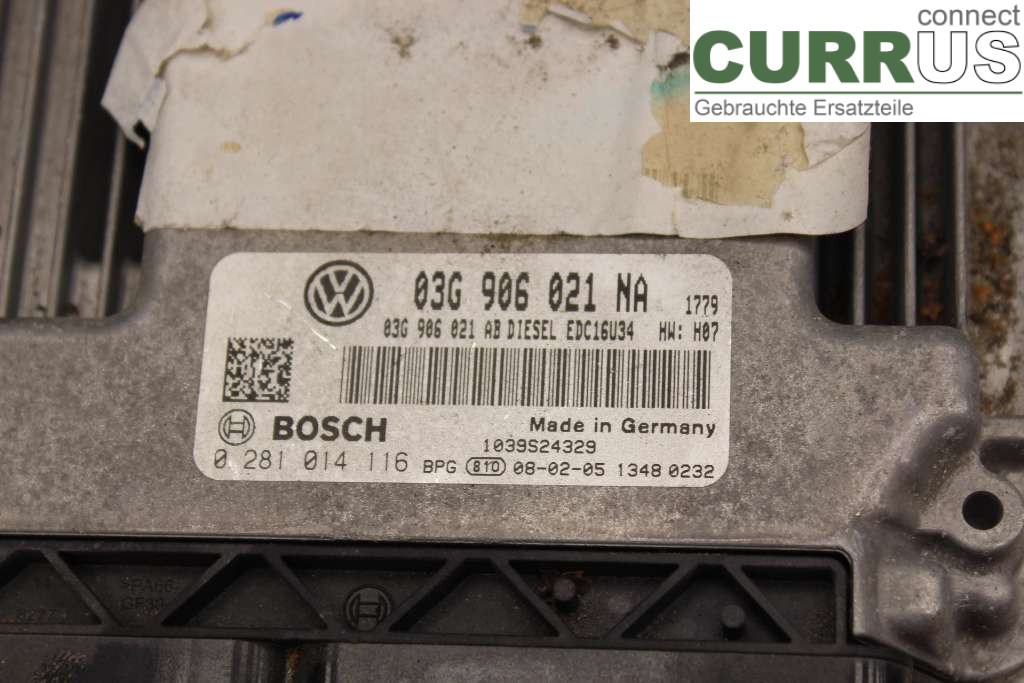 connect
CURRUS
Gebrauchte Ersatzteile
03G 906 021 NA 1779
03G 906 021 AB DIESEL EDC16U34 HW: H07
BOSCH
Made in Germany
1039S24329
0 281 014 116 BPG 810 08-02-05 1348 0232